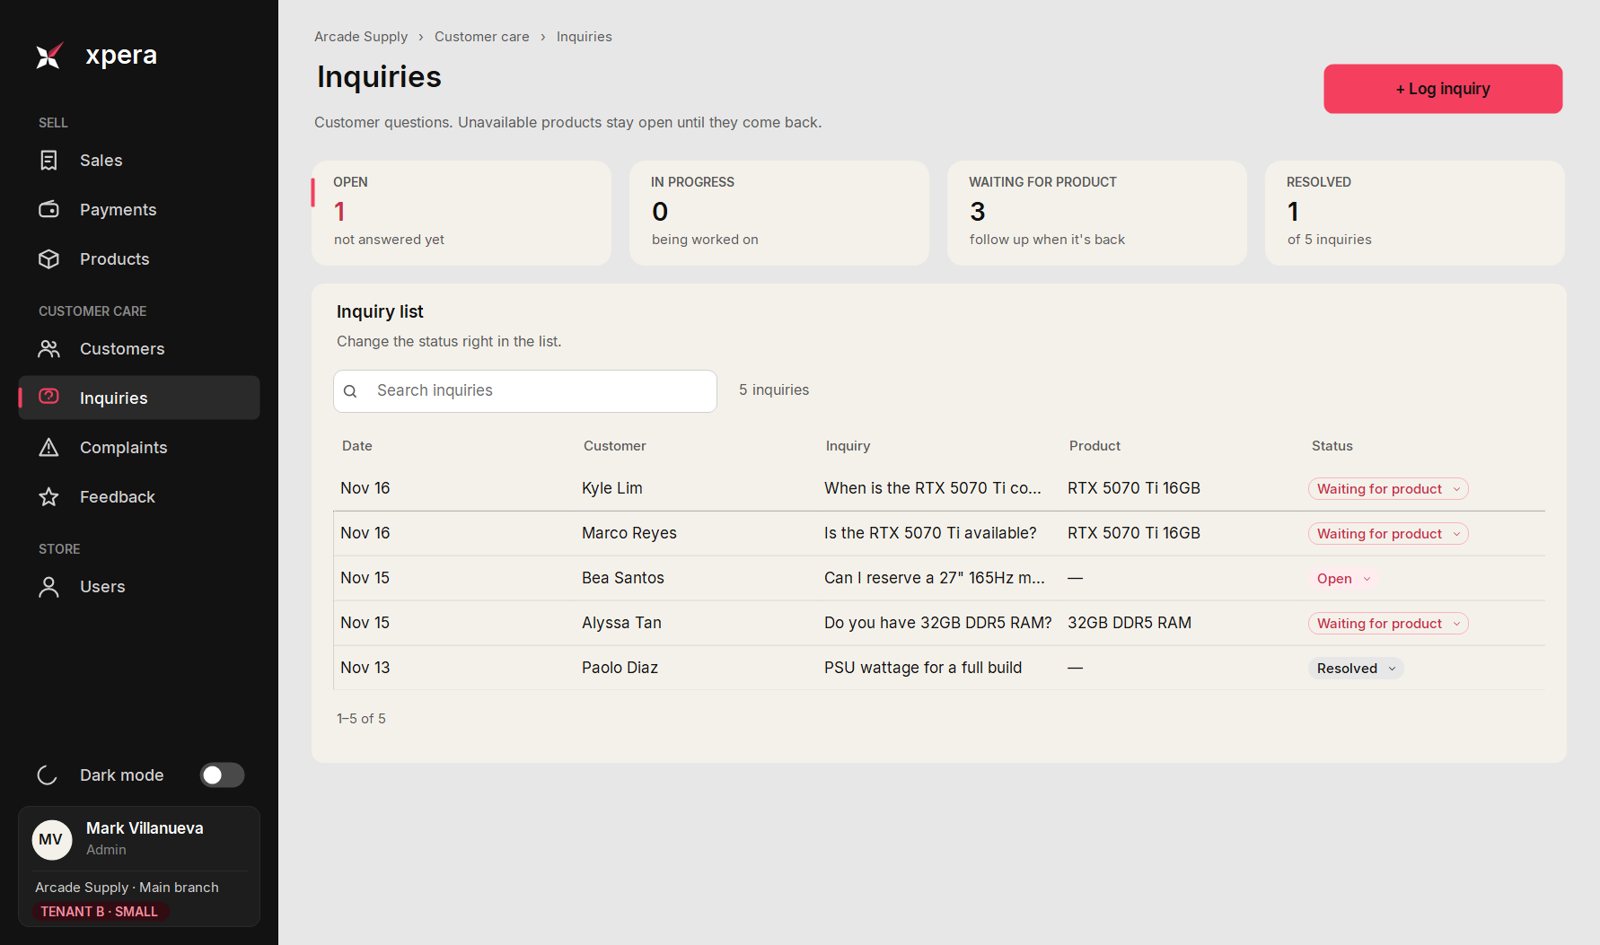 xpera
SELL
Sales
Payments
Products
CUSTOMER CARE
Customers
Inquiries
Complaints
Feedback
STORE
Users
Dark mode
MV
Mark Villanueva
Admin
Arcade Supply · Main branch
TENANT B · SMALL
Arcade Supply › Customer care › Inquiries
Inquiries
Customer questions. Unavailable products stay open until they come back.
+ Log inquiry
OPEN
1
not answered yet
IN PROGRESS
0
being worked on
WAITING FOR PRODUCT
3
follow up when it's back
RESOLVED
1
of 5 inquiries
Inquiry list
Change the status right in the list.
Search inquiries
5 inquiries
Date Customer Inquiry Product Status
Nov 16 Kyle Lim When is the RTX 5070 Ti co... RTX 5070 Ti 16GB Waiting for product
Nov 16 Marco Reyes Is the RTX 5070 Ti available? RTX 5070 Ti 16GB Waiting for product
Nov 15 Bea Santos Can I reserve a 27" 165Hz m... — Open
Nov 15 Alyssa Tan Do you have 32GB DDR5 RAM? 32GB DDR5 RAM Waiting for product
Nov 13 Paolo Diaz PSU wattage for a full build — Resolved
1–5 of 5